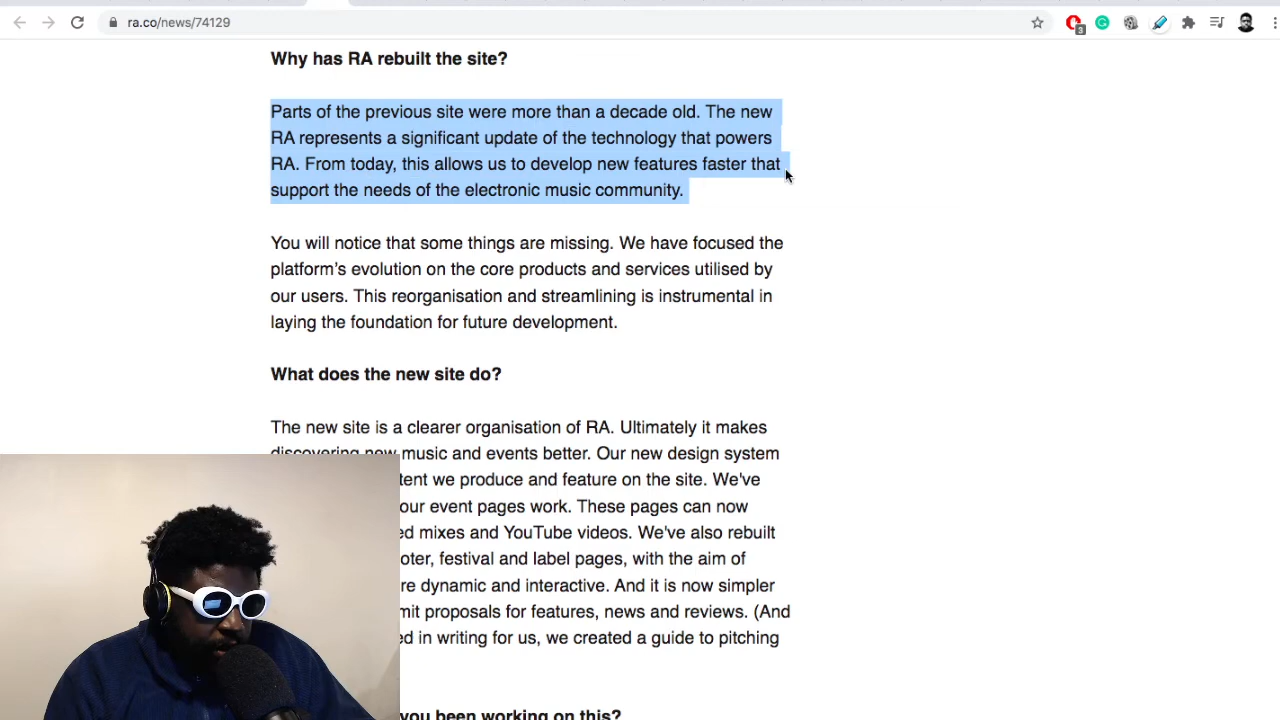 ra.co/news/74129
3
Why has RA rebuilt the site?
Parts of the previous site were more than a decade old. The new
RA represents a significant update of the technology that powers
RA. From today, this allows us to develop new features faster that
support the needs of the electronic music community.
You will notice that some things are missing. We have focused the
platform’s evolution on the core products and services utilised by
our users. This reorganisation and streamlining is instrumental in
laying the foundation for future development.
What does the new site do?
The new site is a clearer organisation of RA. Ultimately it makes
discovering new music and events better. Our new design system
tent we produce and feature on the site. We've
our event pages work. These pages can now
ed mixes and YouTube videos. We've also rebuilt
oter, festival and label pages, with the aim of
re dynamic and interactive. And it is now simpler
mit proposals for features, news and reviews. (And
ed in writing for us, we created a guide to pitching
you been working on this?